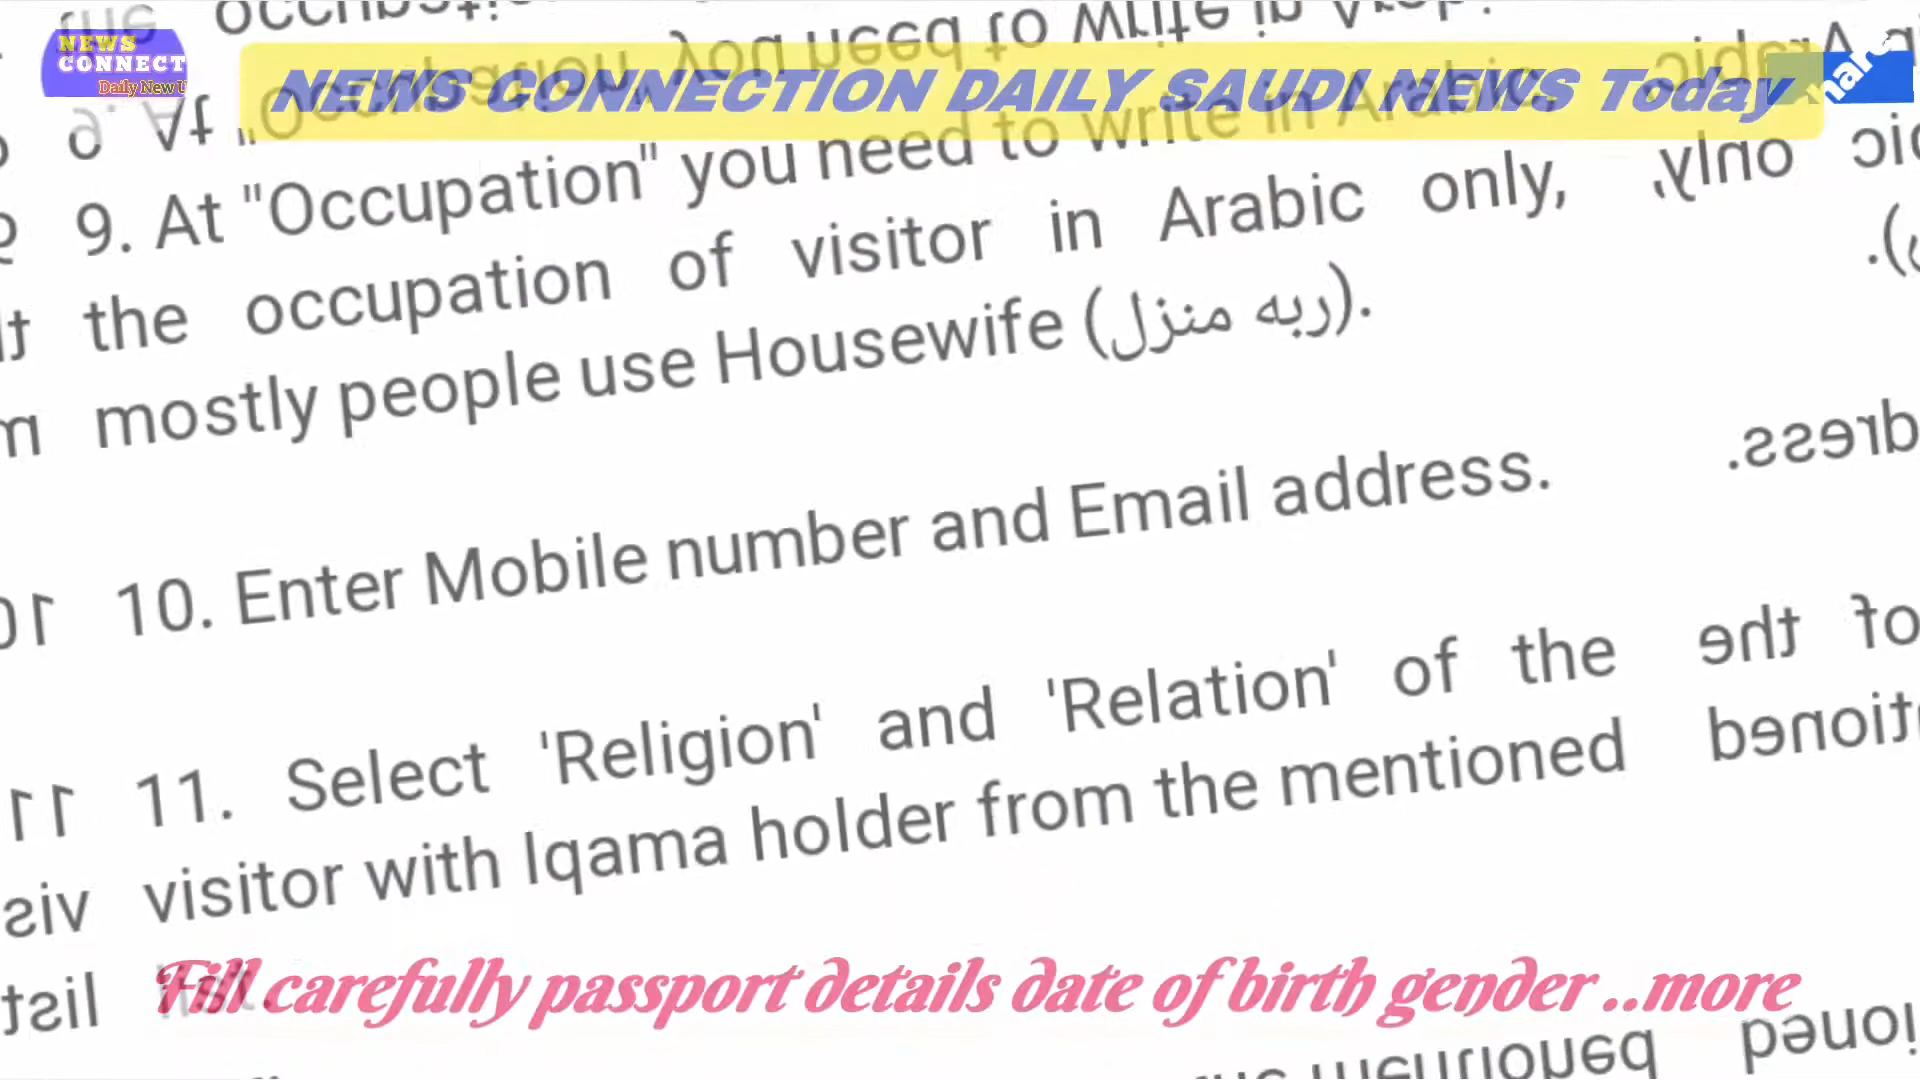 NEWS
CONNECT
Daily New U
NEWS CONNECTION DAILY SAUDI NEWS Today
9. At "Occupation" you need to write in Arabic,
the occupation of visitor in Arabic only,
mostly people use Housewife (ربه منزل).
10. Enter Mobile number and Email address.
11. Select 'Religion' and 'Relation' of the
visitor with Iqama holder from the mentioned
list.
Fill carefully passport details date of birth gender ..more